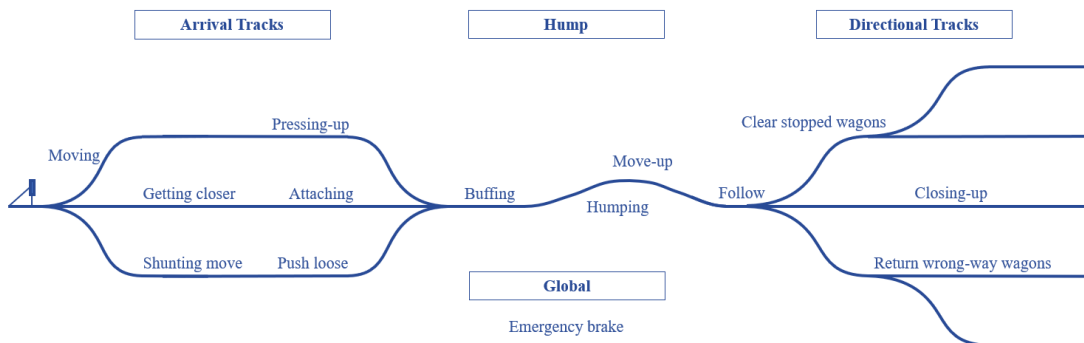 Arrival Tracks
Hump
Directional Tracks
Pressing-up
Clear stopped wagons
Moving
Move-up
Getting closer
Attaching
Buffing
Humping
Follow
Closing-up
Shunting move
Push loose
Return wrong-way wagons
Global
Emergency brake